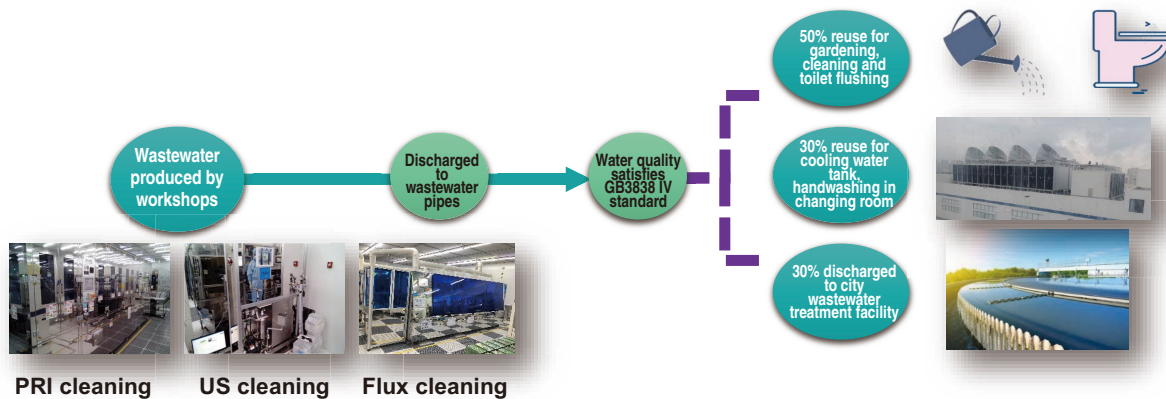 Wastewater
produced by
workshops
Discharged
to
wastewater
pipes
Water quality
satisfies
GB3838 IV
standard
50% reuse for
gardening,
cleaning and
toilet flushing
30% reuse for
cooling water
tank,
handwashing in
changing room
30% discharged
to city
wastewater
treatment facility
PRI cleaning
US cleaning
Flux cleaning